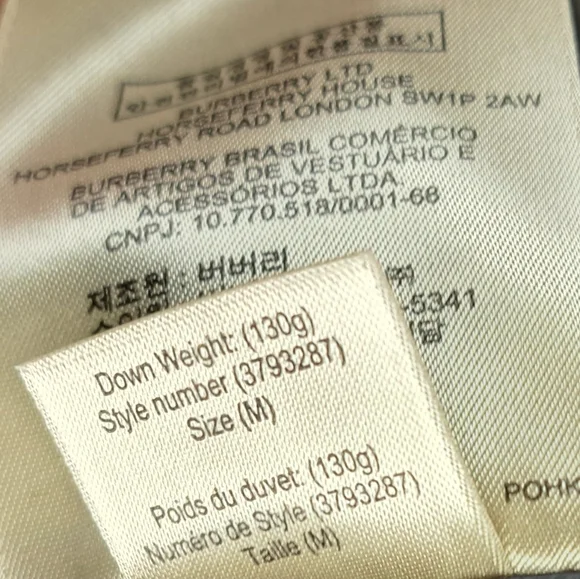 BURBERRY LTD
HORSEFERRY HOUSE
HORSEFERRY ROAD LONDON SW1P 2AW
BURBERRY BRASIL COMÉRCIO
DE ARTIGOS DE VESTUÁRIO E
ACESSÓRIOS LTDA.
CNPJ: 10.770.518/0001-68
제조원 : 버버리
㈜
-5341
Down Weight: (130g)
Style number (3793287)
Size (M)
POHK
Poids du duvet: (130g)
Numéro de Style (3793287)
Taille (M)